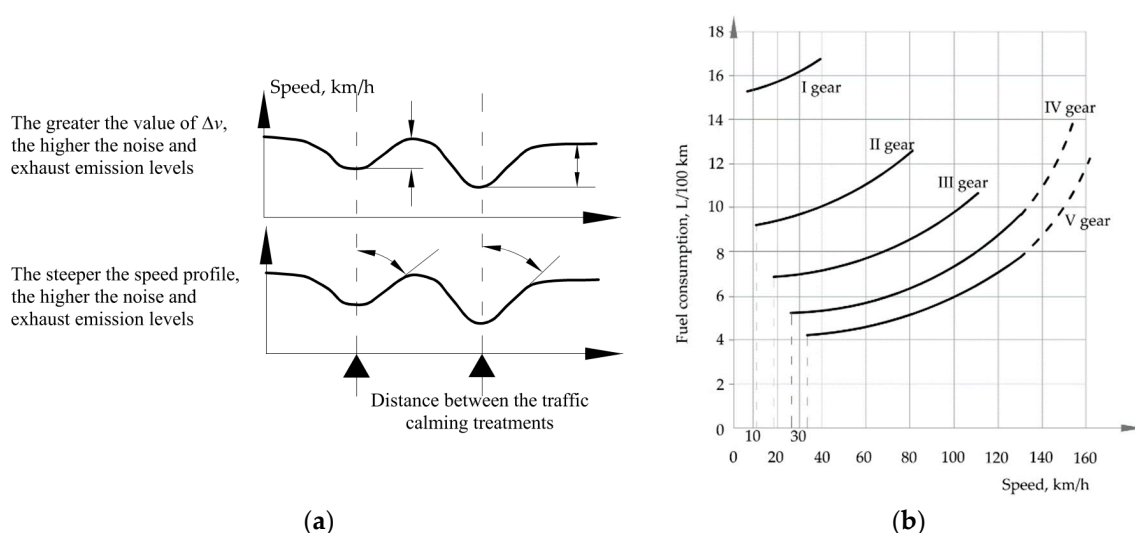 Speed, km/h
The greater the value of Δv,
the higher the noise and
exhaust emission levels
The steeper the speed profile,
the higher the noise and
exhaust emission levels
Distance between the traffic
calming treatments
(a)
Fuel consumption, L/100 km
18
16
14
12
10
8
6
4
2
0
I gear
II gear
III gear
IV gear
V gear
10 30
0 20 40 60 80 100 120 140 160
Speed, km/h
(b)